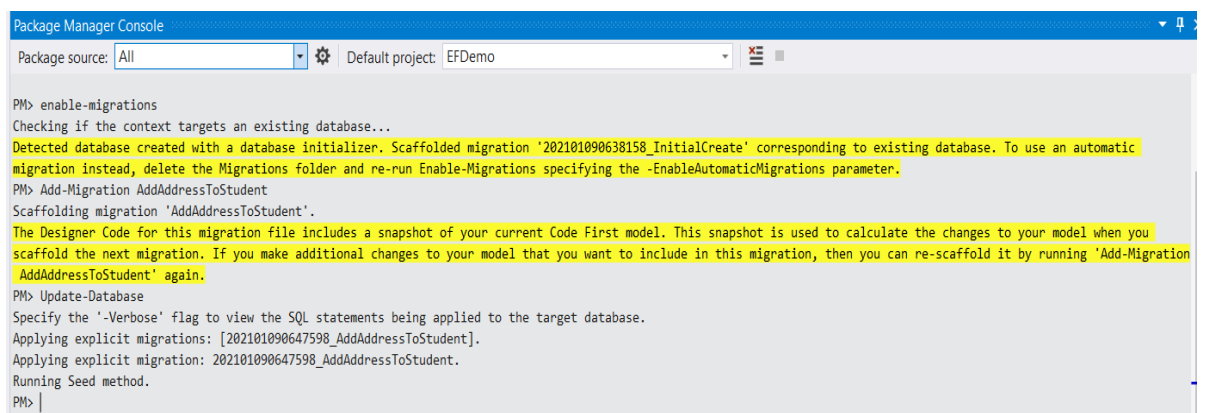 Package Manager Console
Package source: All Default project: EFDemo
PM> enable-migrations
Checking if the context targets an existing database...
Detected database created with a database initializer. Scaffolded migration '202101090638158_InitialCreate' corresponding to existing database. To use an automatic
migration instead, delete the Migrations folder and re-run Enable-Migrations specifying the -EnableAutomaticMigrations parameter.
PM> Add-Migration AddAddressToStudent
Scaffolding migration 'AddAddressToStudent'.
The Designer Code for this migration file includes a snapshot of your current Code First model. This snapshot is used to calculate the changes to your model when you
scaffold the next migration. If you make additional changes to your model that you want to include in this migration, then you can re-scaffold it by running 'Add-Migration
AddAddressToStudent' again.
PM> Update-Database
Specify the '-Verbose' flag to view the SQL statements being applied to the target database.
Applying explicit migrations: [202101090647598_AddAddressToStudent].
Applying explicit migration: 202101090647598_AddAddressToStudent.
Running Seed method.
PM>